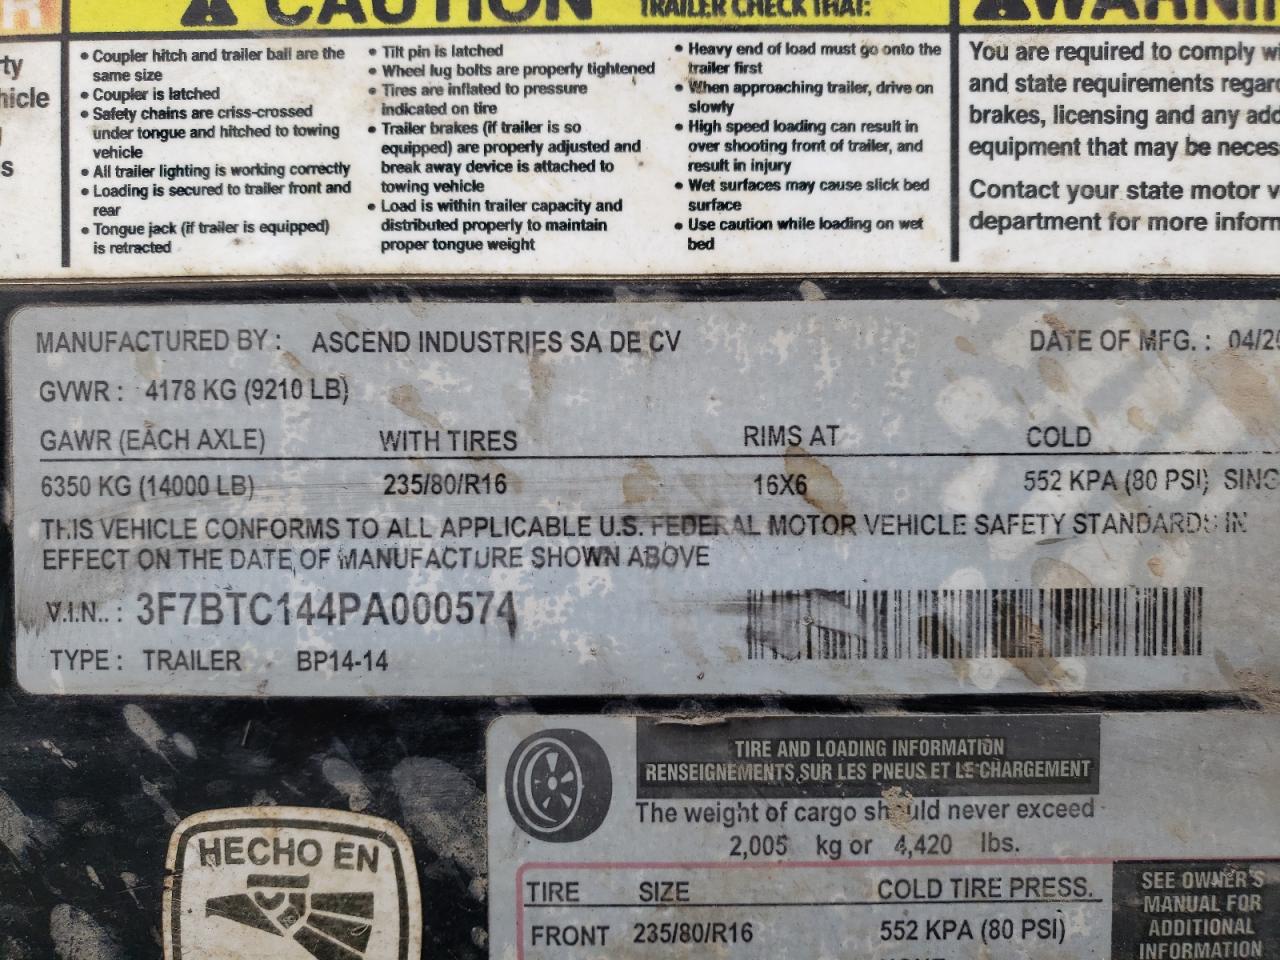 CAUTION
TRAILER CHECK THAT:
WARNIN
• Coupler hitch and trailer ball are the
same size
• Coupler is latched
• Safety chains are criss-crossed
under tongue and hitched to towing
vehicle
• All trailer lighting is working correctly
• Loading is secured to trailer front and
rear
• Tongue jack (if trailer is equipped)
is retracted
• Tilt pin is latched
• Wheel lug bolts are properly tightened
• Tires are inflated to pressure
indicated on tire
• Trailer brakes (if trailer is so
equipped) are properly adjusted and
break away device is attached to
towing vehicle
• Load is within trailer capacity and
distributed properly to maintain
proper tongue weight
• Heavy end of load must go onto the
trailer first
• When approaching trailer, drive on
slowly
• High speed loading can result in
over shooting front of trailer, and
result in injury
• Wet surfaces may cause slick bed
surface
• Use caution while loading on wet
bed
You are required to comply wi
and state requirements regar
brakes, licensing and any add
equipment that may be neces
Contact your state motor v
department for more inform
MANUFACTURED BY : ASCEND INDUSTRIES SA DE CV DATE OF MFG. : 04/20
GVWR : 4178 KG (9210 LB)
GAWR (EACH AXLE) WITH TIRES RIMS AT COLD
6350 KG (14000 LB) 235/80/R16 16X6 552 KPA (80 PSI) SING
THIS VEHICLE CONFORMS TO ALL APPLICABLE U.S. FEDERAL MOTOR VEHICLE SAFETY STANDARDS IN
EFFECT ON THE DATE OF MANUFACTURE SHOWN ABOVE
V.I.N.. : 3F7BTC144PA000574
TYPE : TRAILER BP14-14
HECHO EN
TIRE AND LOADING INFORMATION
RENSEIGNEMENTS SUR LES PNEUS ET LE CHARGEMENT
The weight of cargo should never exceed
2,005 kg or 4,420 lbs.
TIRE SIZE COLD TIRE PRESS.
FRONT 235/80/R16 552 KPA (80 PSI)
SEE OWNER'S
MANUAL FOR
ADDITIONAL
INFORMATION